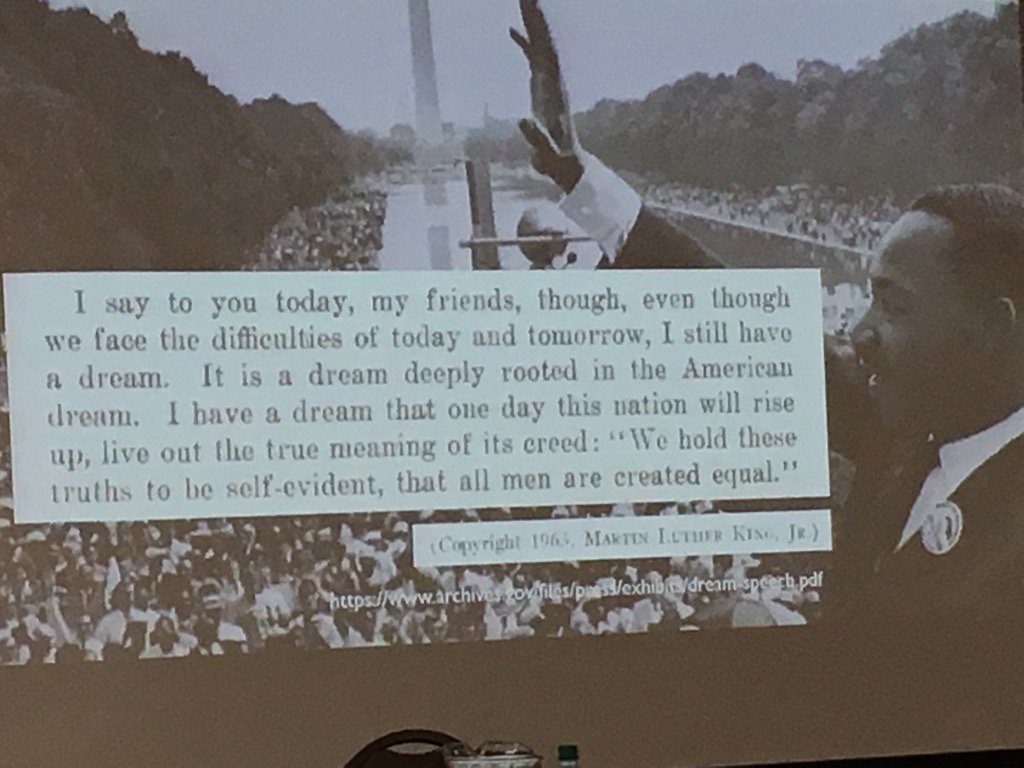 I say to you today, my friends, though, even though
we face the difficulties of today and tomorrow, I still have
a dream. It is a dream deeply rooted in the American
dream. I have a dream that one day this nation will rise
up, live out the true meaning of its creed: "We hold these
truths to be self-evident, that all men are created equal."
(Copyright 1963, MARTIN LUTHER KING, JR.)
https://www.archives.gov/files/press/exhibits/dream-speech.pdf